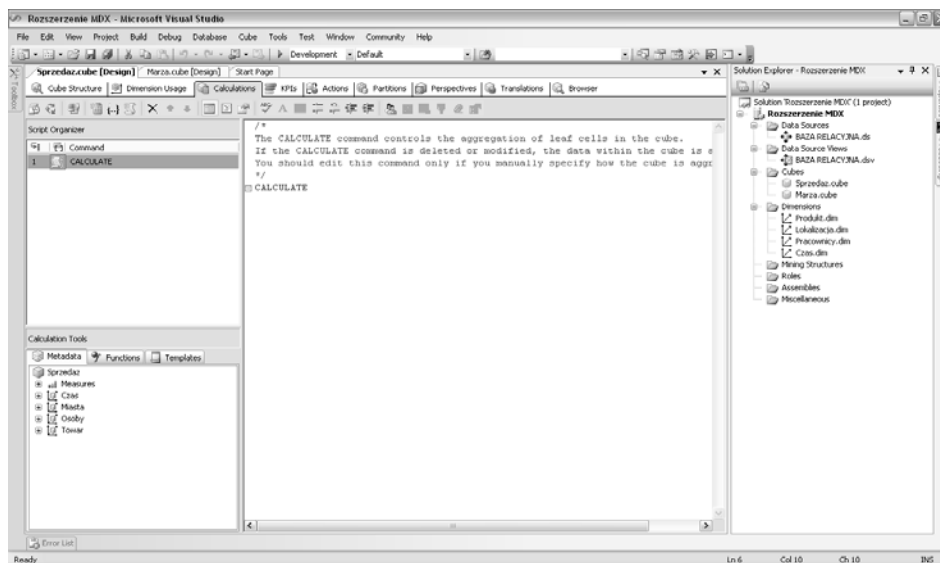 Rozszerzenie MDX - Microsoft Visual Studio
File Edit View Project Build Debug Database Cube Tools Test Window Community Help
Development Default
Sprzedaz.cube [Design] Marza.cube [Design] Start Page
Cube Structure Dimension Usage Calculations KPIs Actions Partitions Perspectives Translations Browser
Toolbox
Script Organizer
Command
1 CALCULATE
/*
The CALCULATE command controls the aggregation of leaf cells in the cube.
If the CALCULATE command is deleted or modified, the data within the cube is
You should edit this command only if you manually specify how the cube is aggr
*/
CALCULATE
Calculation Tools
Metadata Functions Templates
Sprzedaz
Measures
Czas
Miasta
Osoby
Towar
Solution Explorer - Rozszerzenie MDX
Solution 'Rozszerzenie MDX' (1 project)
Rozszerzenie MDX
Data Sources
BAZA RELACYJNA.ds
Data Source Views
BAZA RELACYJNA.dsv
Cubes
Sprzedaz.cube
Marza.cube
Dimensions
Produkt.dim
Lokalizacja.dim
Pracownicy.dim
Czas.dim
Mining Structures
Roles
Assemblies
Miscellaneous
Error List
Ready Ln 6 Col 10 Ch 10 INS